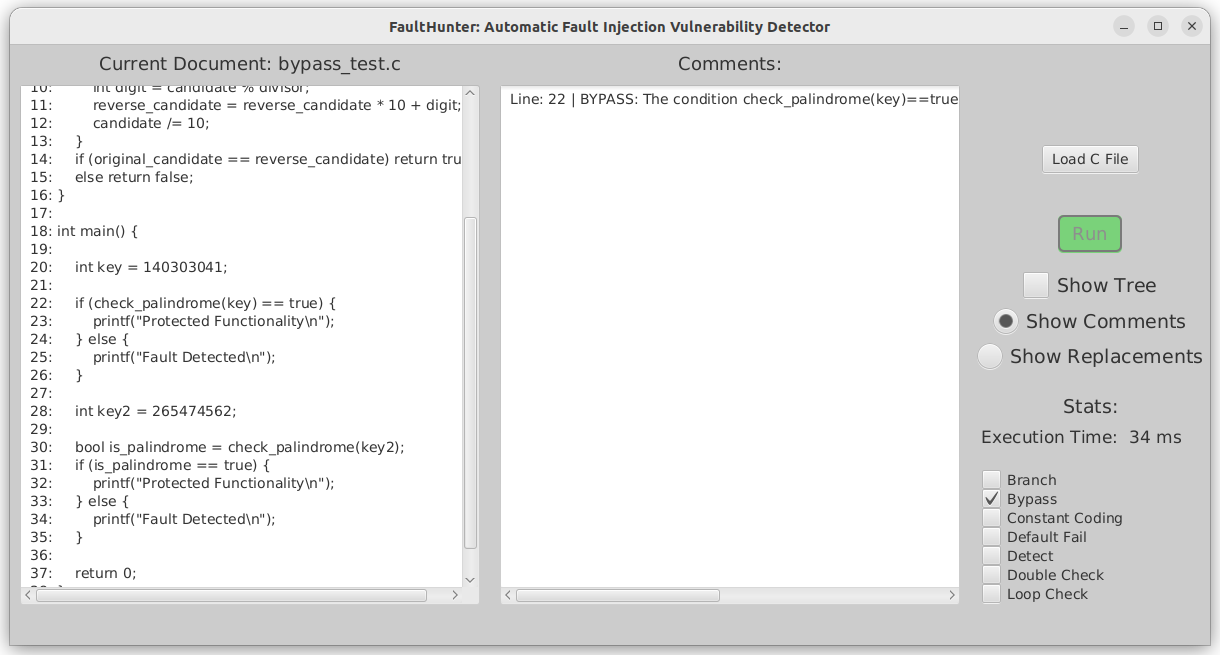 FaultHunter: Automatic Fault Injection Vulnerability Detector
Current Document: bypass_test.c
10: int digit = candidate % divisor;
11: reverse_candidate = reverse_candidate * 10 + digit;
12: candidate /= 10;
13: }
14: if (original_candidate == reverse_candidate) return tru
15: else return false;
16: }
17:
18: int main() {
19:
20: int key = 140303041;
21:
22: if (check_palindrome(key) == true) {
23: printf("Protected Functionality\n");
24: } else {
25: printf("Fault Detected\n");
26: }
27:
28: int key2 = 265474562;
29:
30: bool is_palindrome = check_palindrome(key2);
31: if (is_palindrome == true) {
32: printf("Protected Functionality\n");
33: } else {
34: printf("Fault Detected\n");
35: }
36:
37: return 0;
Comments:
Line: 22 | BYPASS: The condition check_palindrome(key)==true
Load C File
Run
Show Tree
Show Comments
Show Replacements
Stats:
Execution Time: 34 ms
Branch
Bypass
Constant Coding
Default Fail
Detect
Double Check
Loop Check